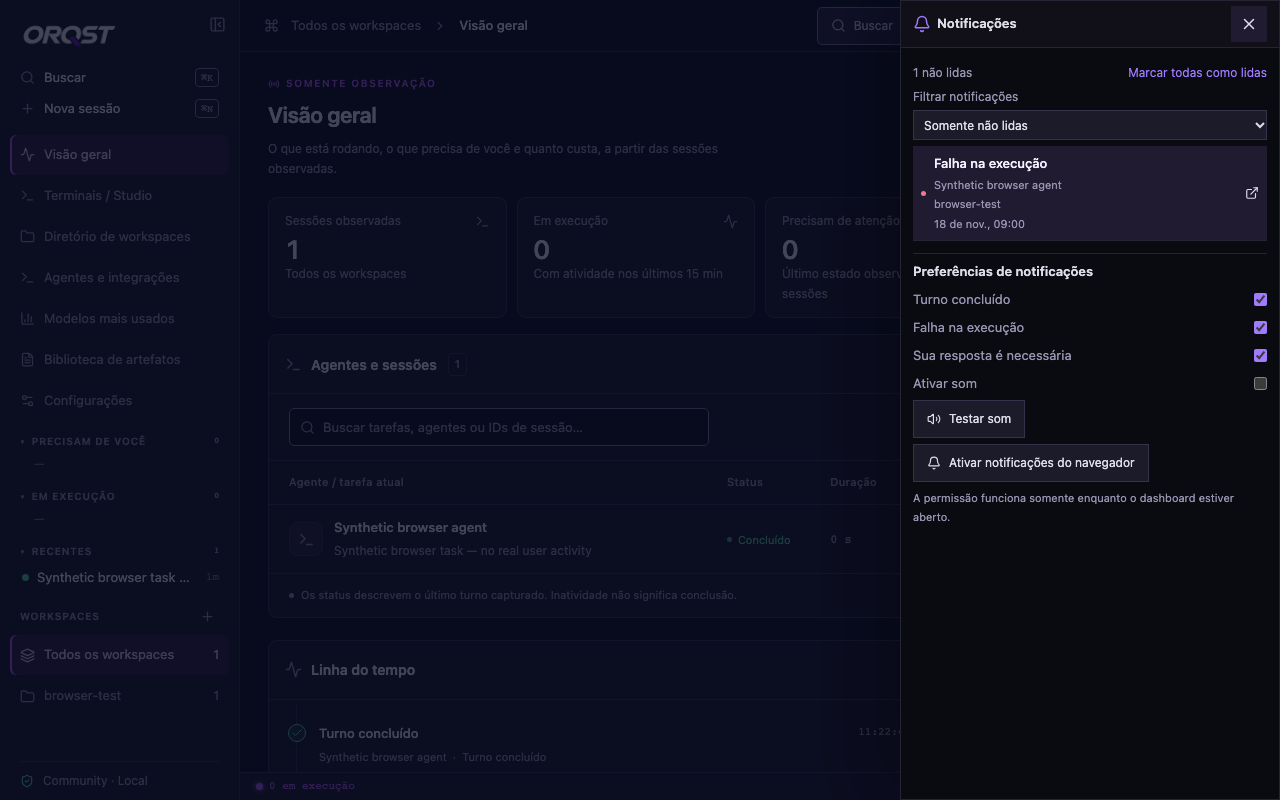 ORQST
Buscar
⌘K
Nova sessão
⌘N
Visão geral
Terminais / Studio
Diretório de workspaces
Agentes e integrações
Modelos mais usados
Biblioteca de artefatos
Configurações
PRECISAM DE VOCÊ 0
—
EM EXECUÇÃO 0
—
RECENTES 1
Synthetic browser task ... 1m
WORKSPACES
Todos os workspaces 1
browser-test 1
Community · Local
Todos os workspaces
Visão geral
Buscar
SOMENTE OBSERVAÇÃO
Visão geral
O que está rodando, o que precisa de você e quanto custa, a partir das sessões
observadas.
Sessões observadas
1
Todos os workspaces
Em execução
0
Com atividade nos últimos 15 min
Precisam de atenção
0
Último estado
sessões
Agentes e sessões 1
Buscar tarefas, agentes ou IDs de sessão...
Agente / tarefa atual Status Duração
Synthetic browser agent
Synthetic browser task — no real user activity
Concluído
0 s
Os status descrevem o último turno capturado. Inatividade não significa conclusão.
Linha do tempo
Turno concluído
11:22:
Synthetic browser agent · Turno concluído
0 em execução
Notificações
1 não lidas
Marcar todas como lidas
Filtrar notificações
Somente não lidas
Falha na execução
Synthetic browser agent
browser-test
18 de nov., 09:00
Preferências de notificações
Turno concluído
Falha na execução
Sua resposta é necessária
Ativar som
Testar som
Ativar notificações do navegador
A permissão funciona somente enquanto o dashboard estiver
aberto.